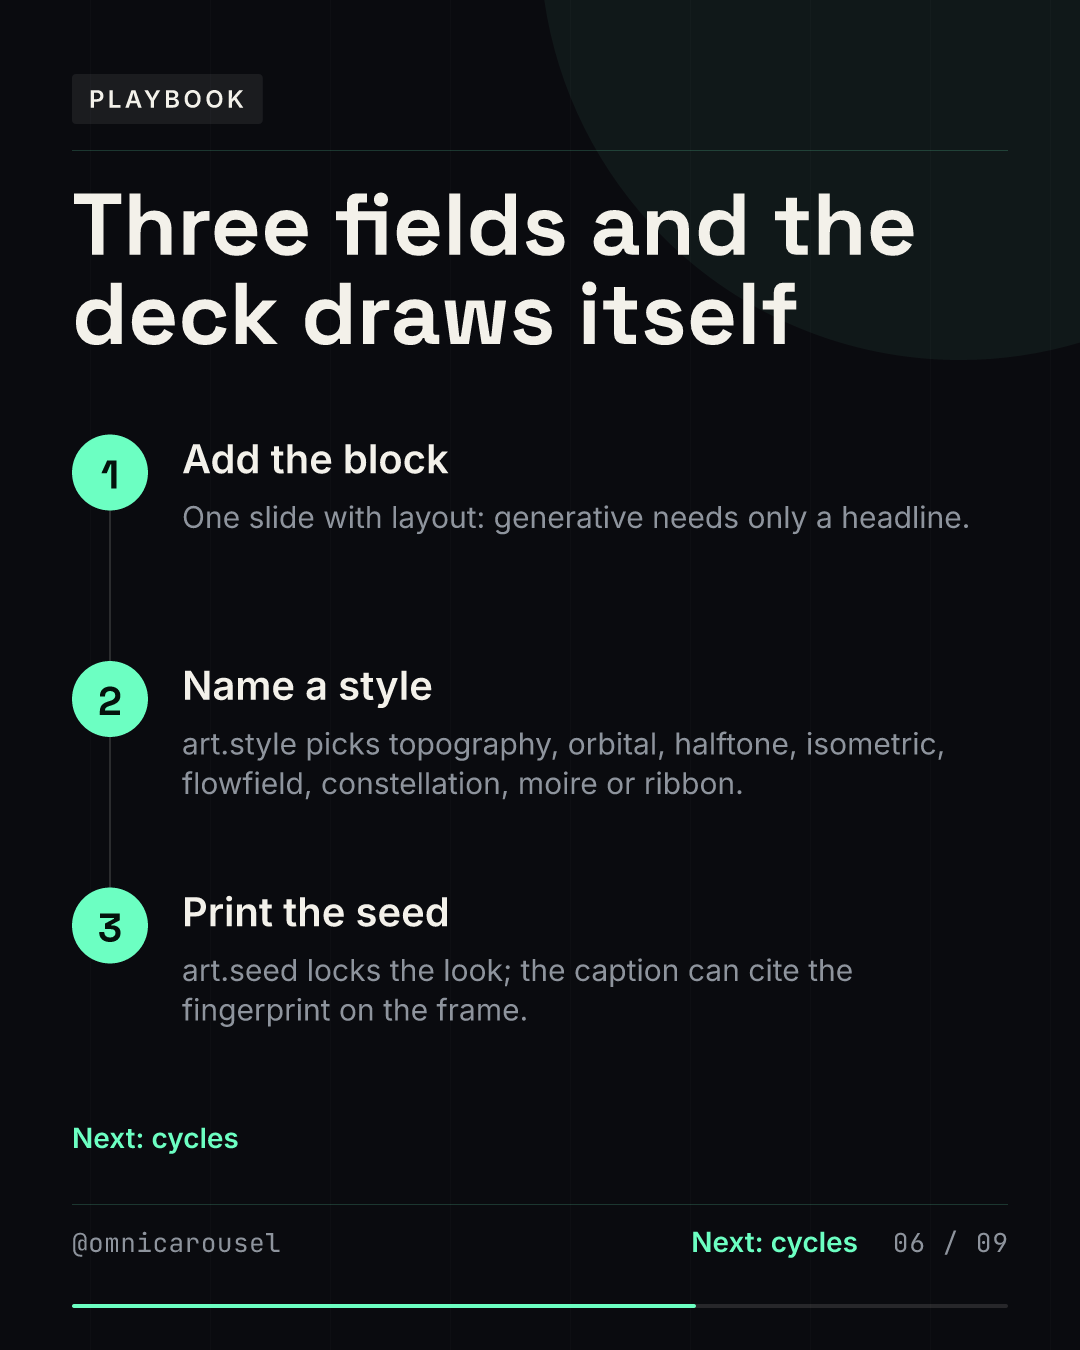 PLAYBOOK
Three fields and the
deck draws itself
1
Add the block
One slide with layout: generative needs only a headline.
2
Name a style
art.style picks topography, orbital, halftone, isometric,
flowfield, constellation, moire or ribbon.
3
Print the seed
art.seed locks the look; the caption can cite the
fingerprint on the frame.
Next: cycles
@omnicarousel
Next: cycles
06 / 09